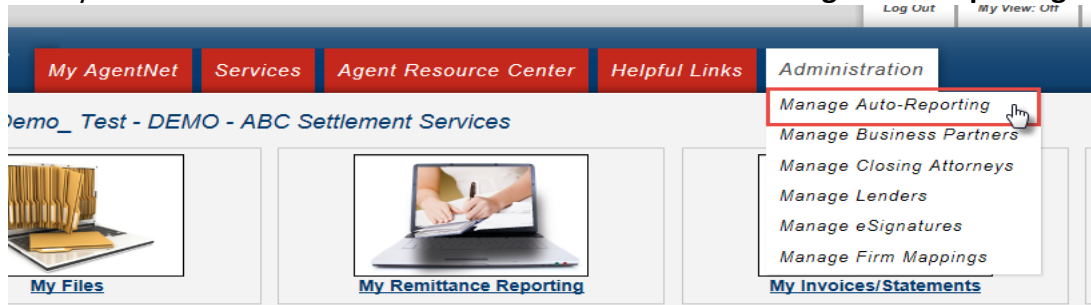 Log Out My View: Off
My AgentNet Services Agent Resource Center Helpful Links Administration
Manage Auto-Reporting
Demo_ Test - DEMO - ABC Settlement Services
Manage Business Partners
Manage Closing Attorneys
Manage Lenders
Manage eSignatures
Manage Firm Mappings
My Files My Remittance Reporting My Invoices/Statements